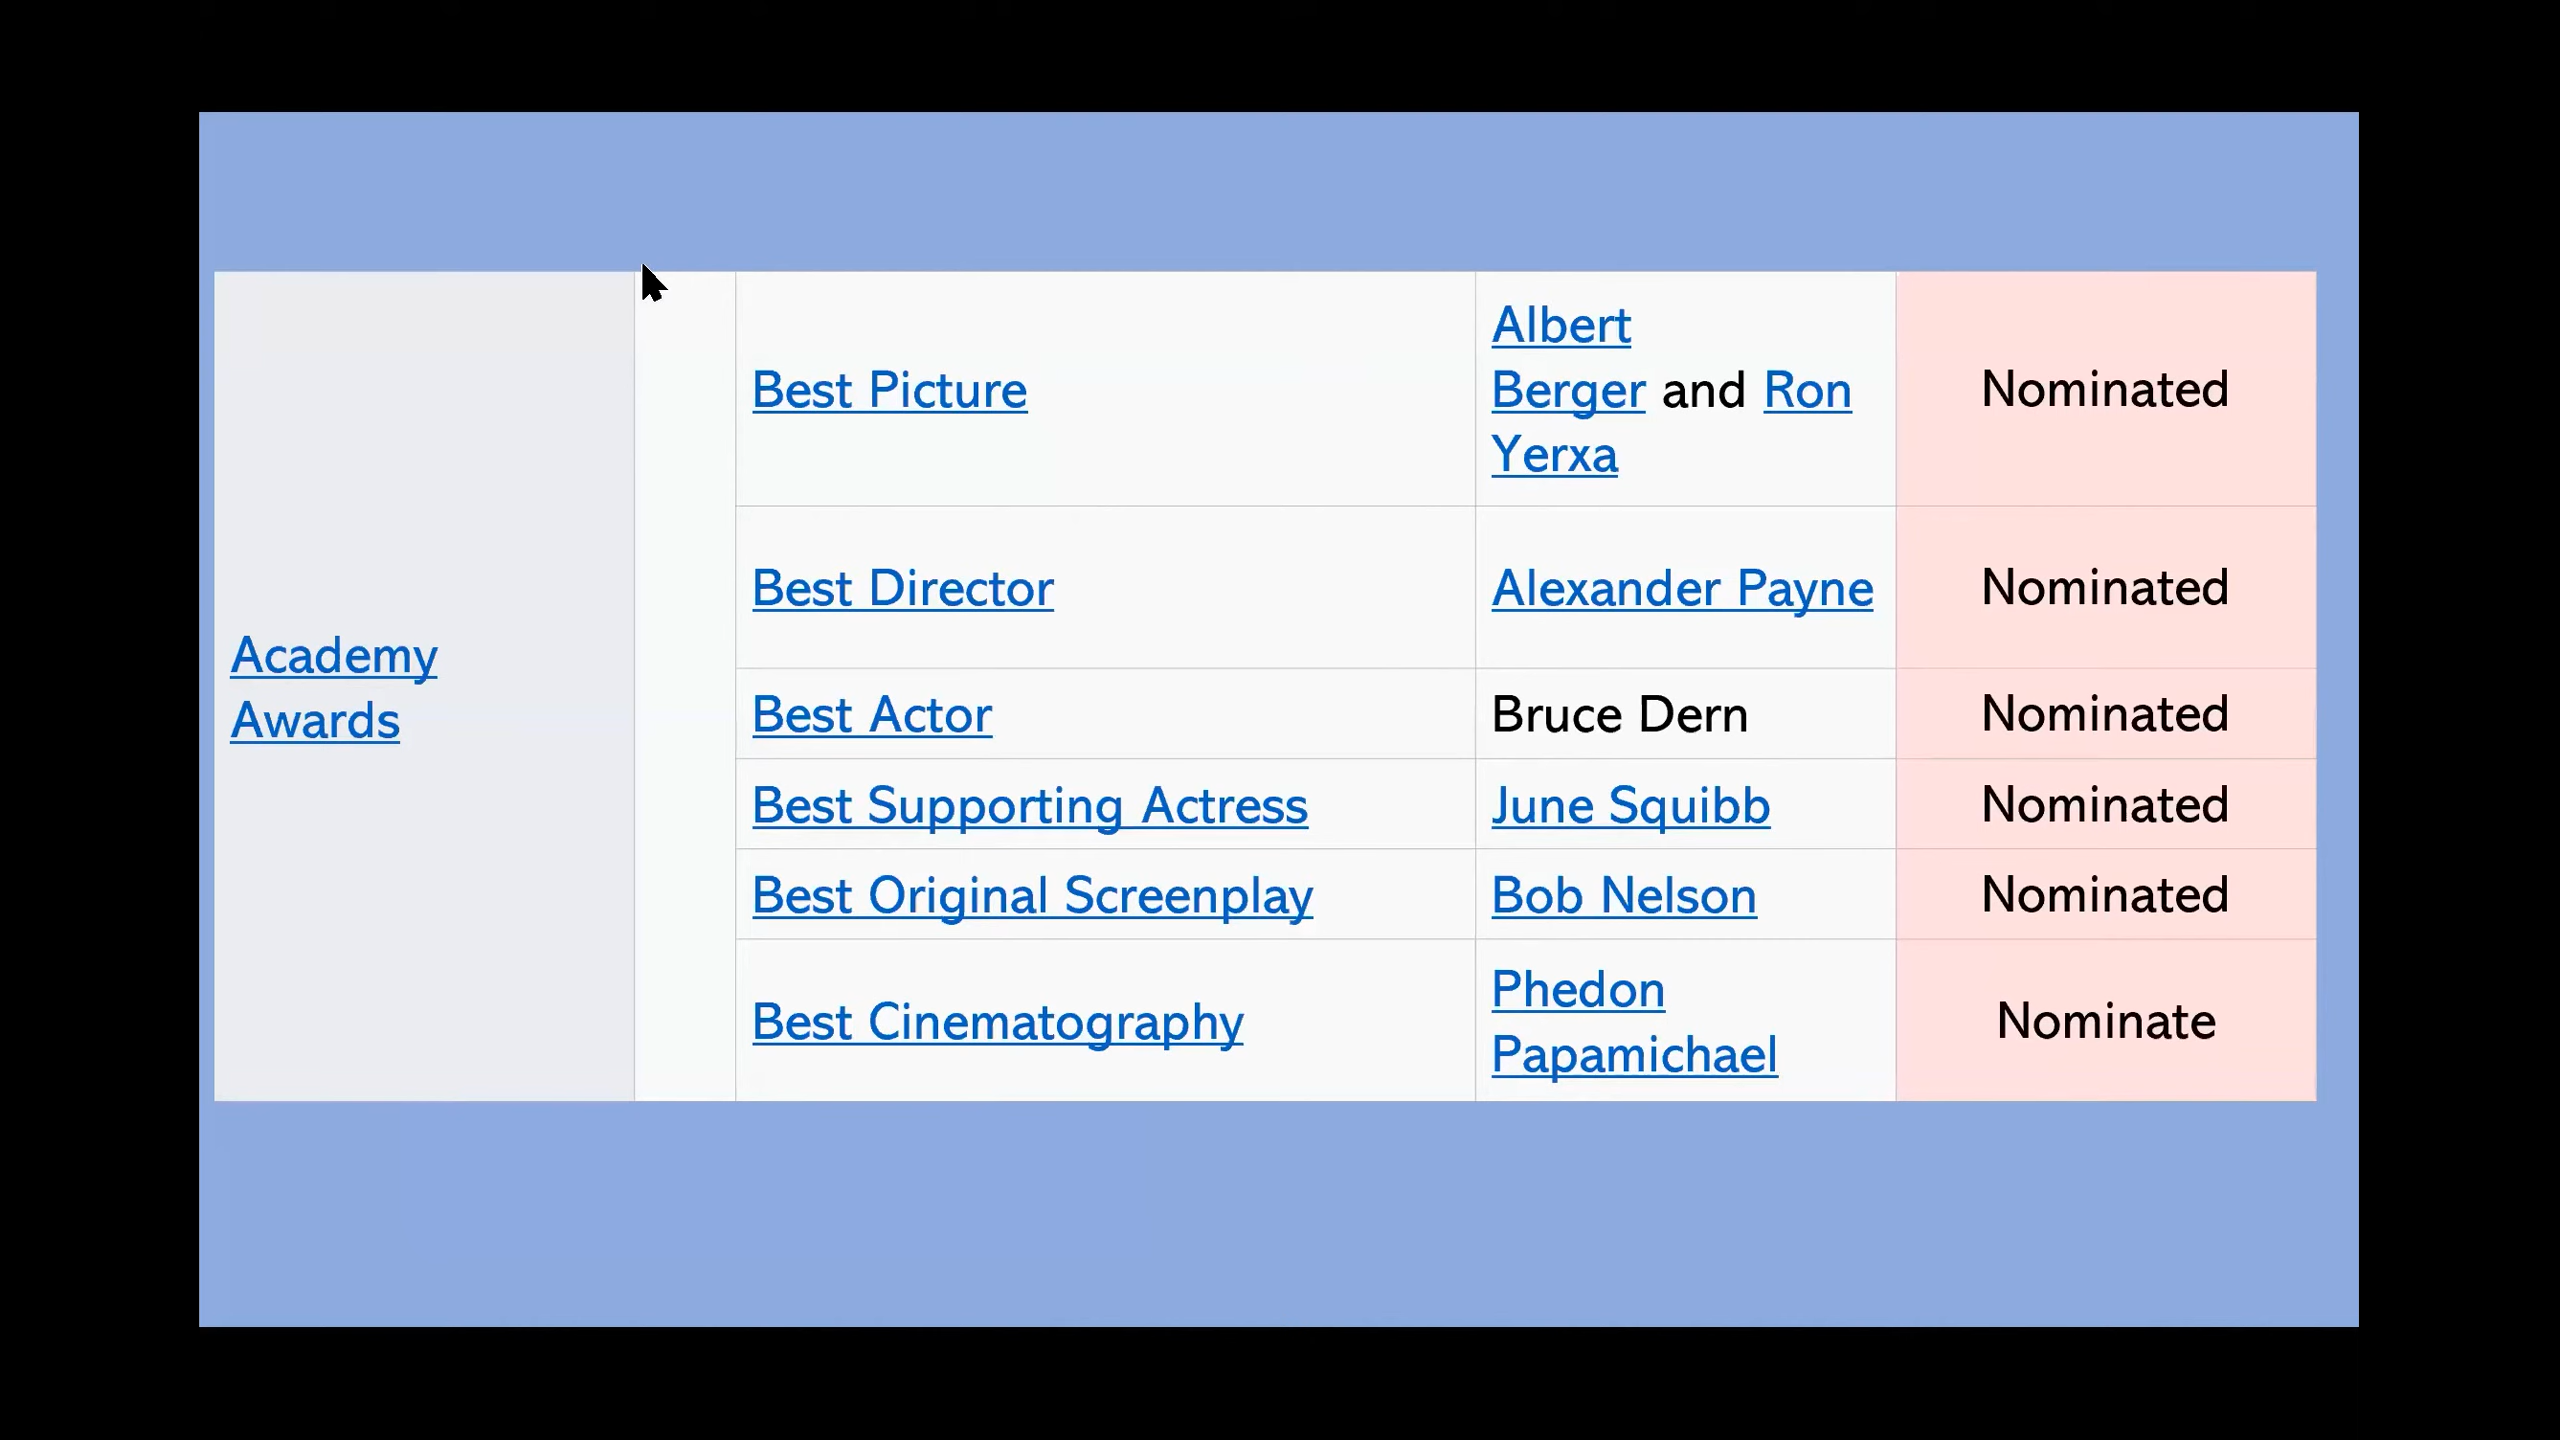 Academy
Awards
Best Picture
Albert
Berger and Ron
Yerxa
Nominated
Best Director
Alexander Payne
Nominated
Best Actor
Bruce Dern
Nominated
Best Supporting Actress
June Squibb
Nominated
Best Original Screenplay
Bob Nelson
Nominated
Best Cinematography
Phedon
Papamichael
Nominate